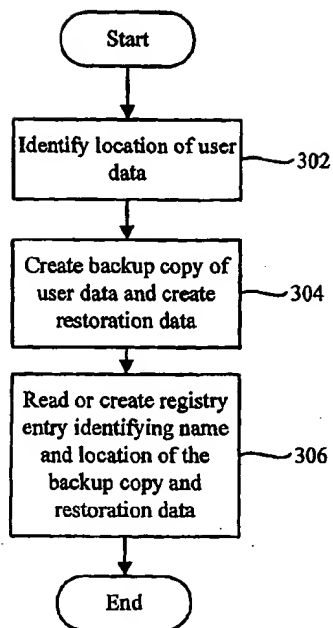 Start
Identify location of user
data
302
Create backup copy of
user data and create
restoration data
304
Read or create registry
entry identifying name
and location of the
backup copy and
restoration data
306
End